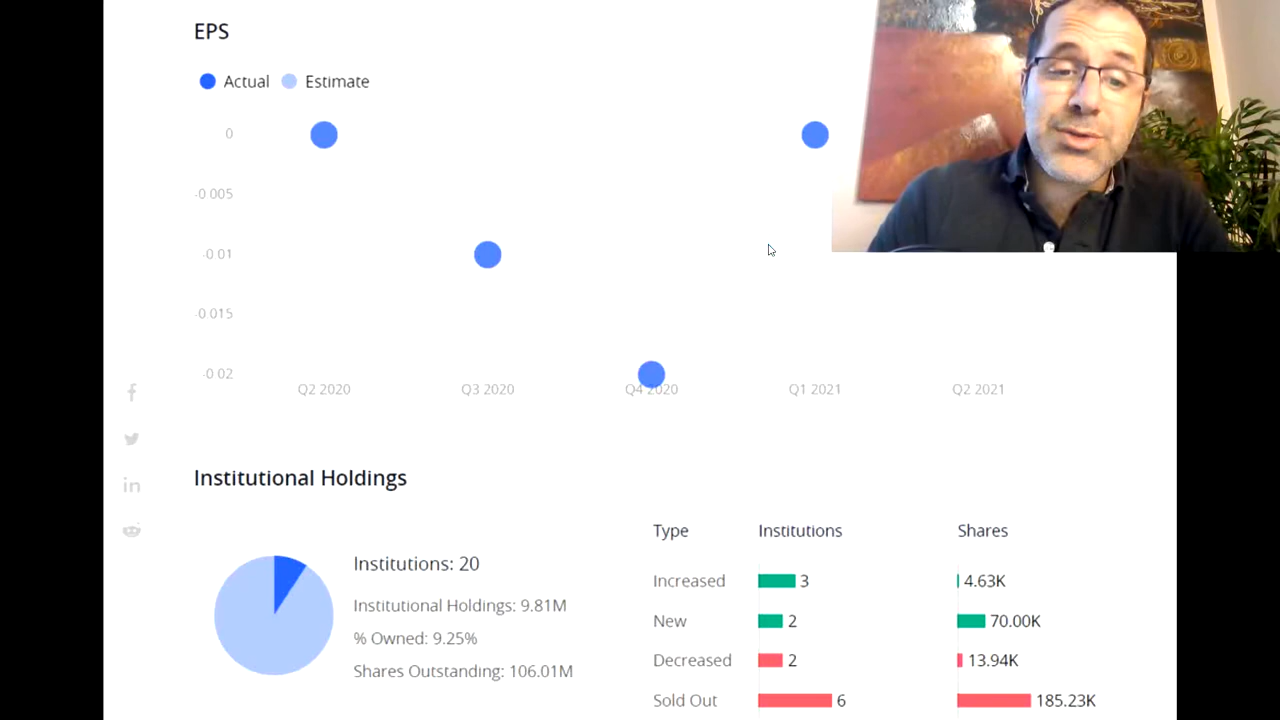 EPS
Actual Estimate
0
-0 005
-0 01
-0 015
-0 02
Q2 2020 Q3 2020 Q4 2020 Q1 2021 Q2 2021
Institutional Holdings
Institutions: 20
Institutional Holdings: 9.81M
% Owned: 9.25%
Shares Outstanding: 106.01M
Type Institutions Shares
Increased 3 4.63K
New 2 70.00K
Decreased 2 13.94K
Sold Out 6 185.23K